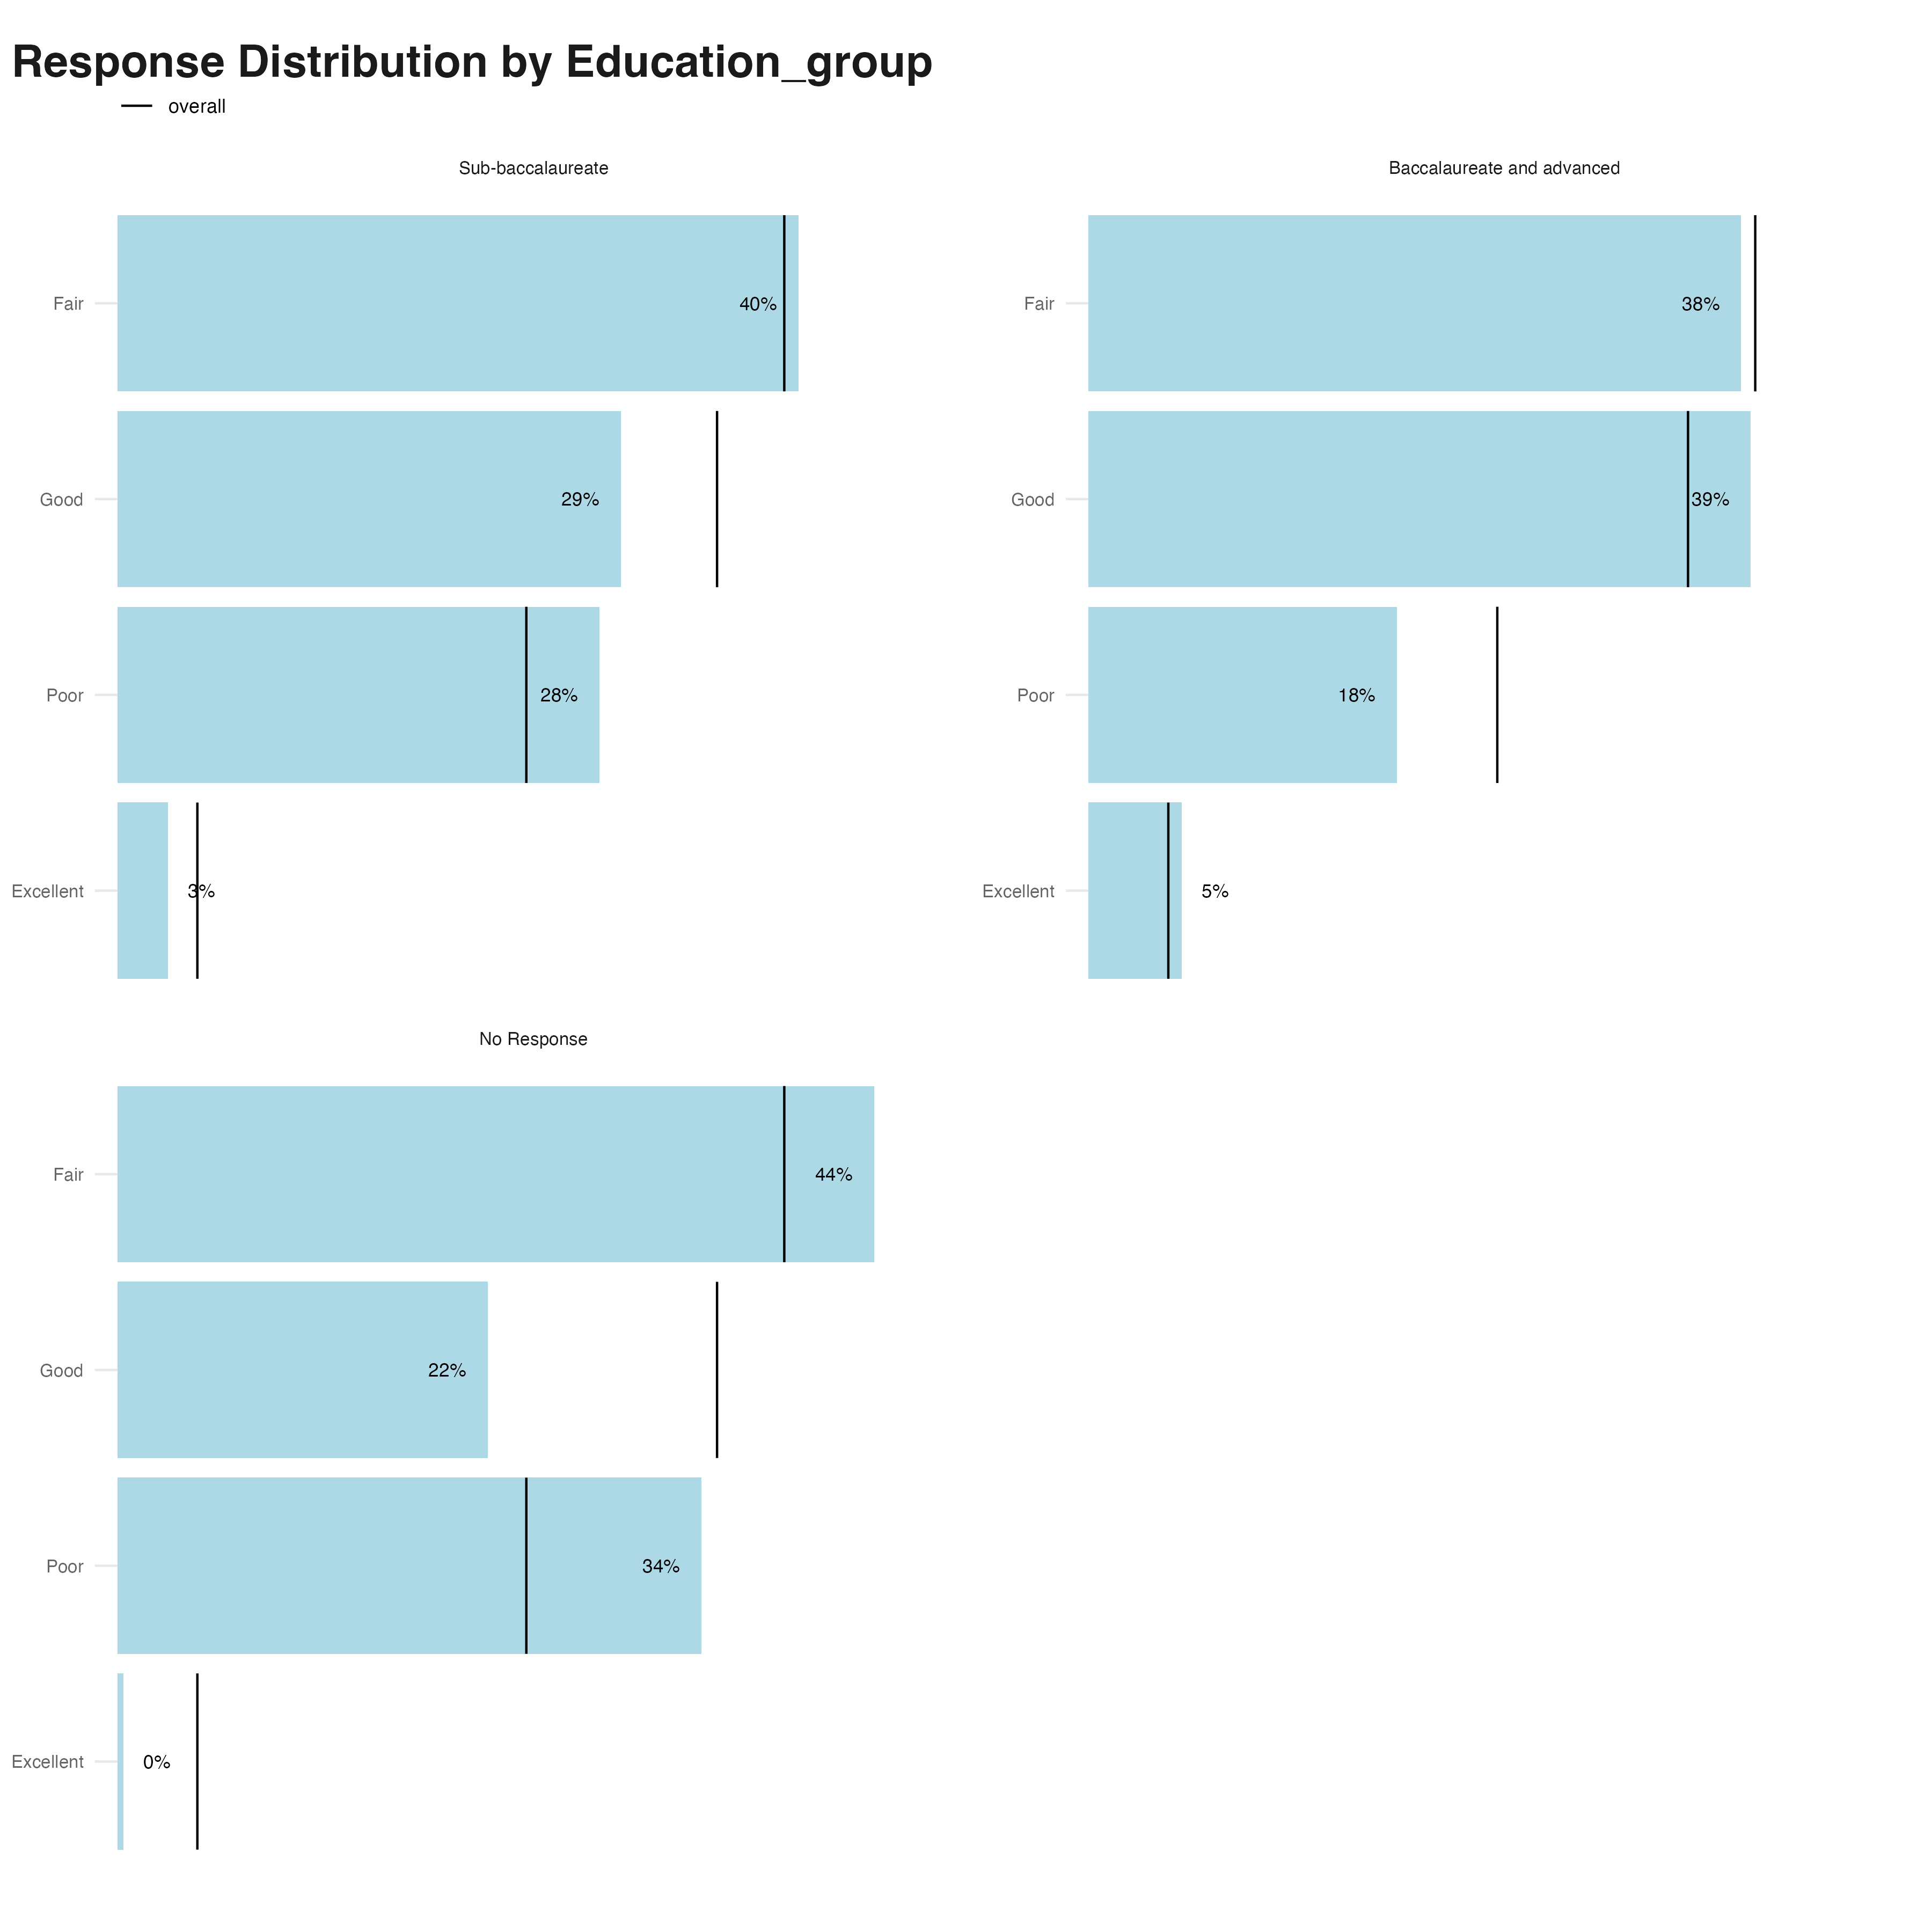 Response Distribution by Education_group
overall
Sub-baccalaureate
Fair
40%
Good
29%
Poor
28%
Excellent
3%
Baccalaureate and advanced
Fair
38%
Good
39%
Poor
18%
Excellent
5%
No Response
Fair
44%
Good
22%
Poor
34%
Excellent
0%